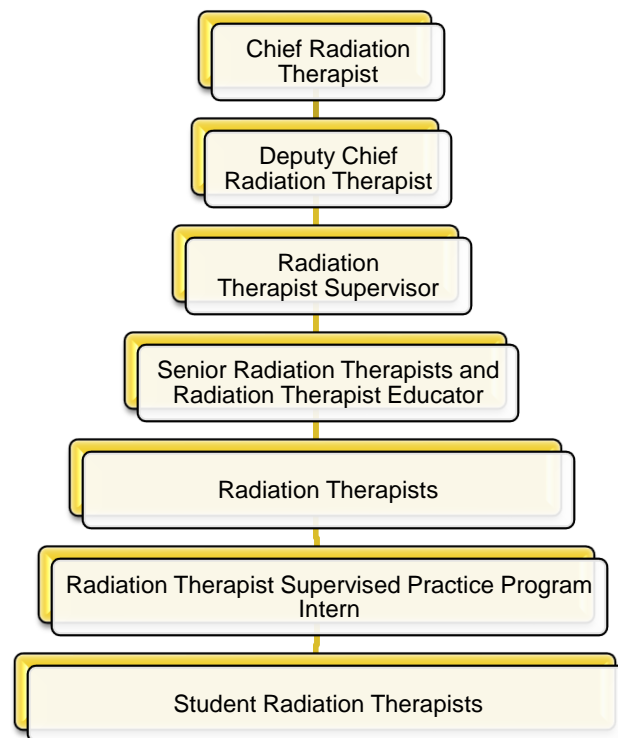 Chief Radiation
Therapist
Deputy Chief
Radiation Therapist
Radiation
Therapist Supervisor
Senior Radiation Therapists and
Radiation Therapist Educator
Radiation Therapists
Radiation Therapist Supervised Practice Program
Intern
Student Radiation Therapists